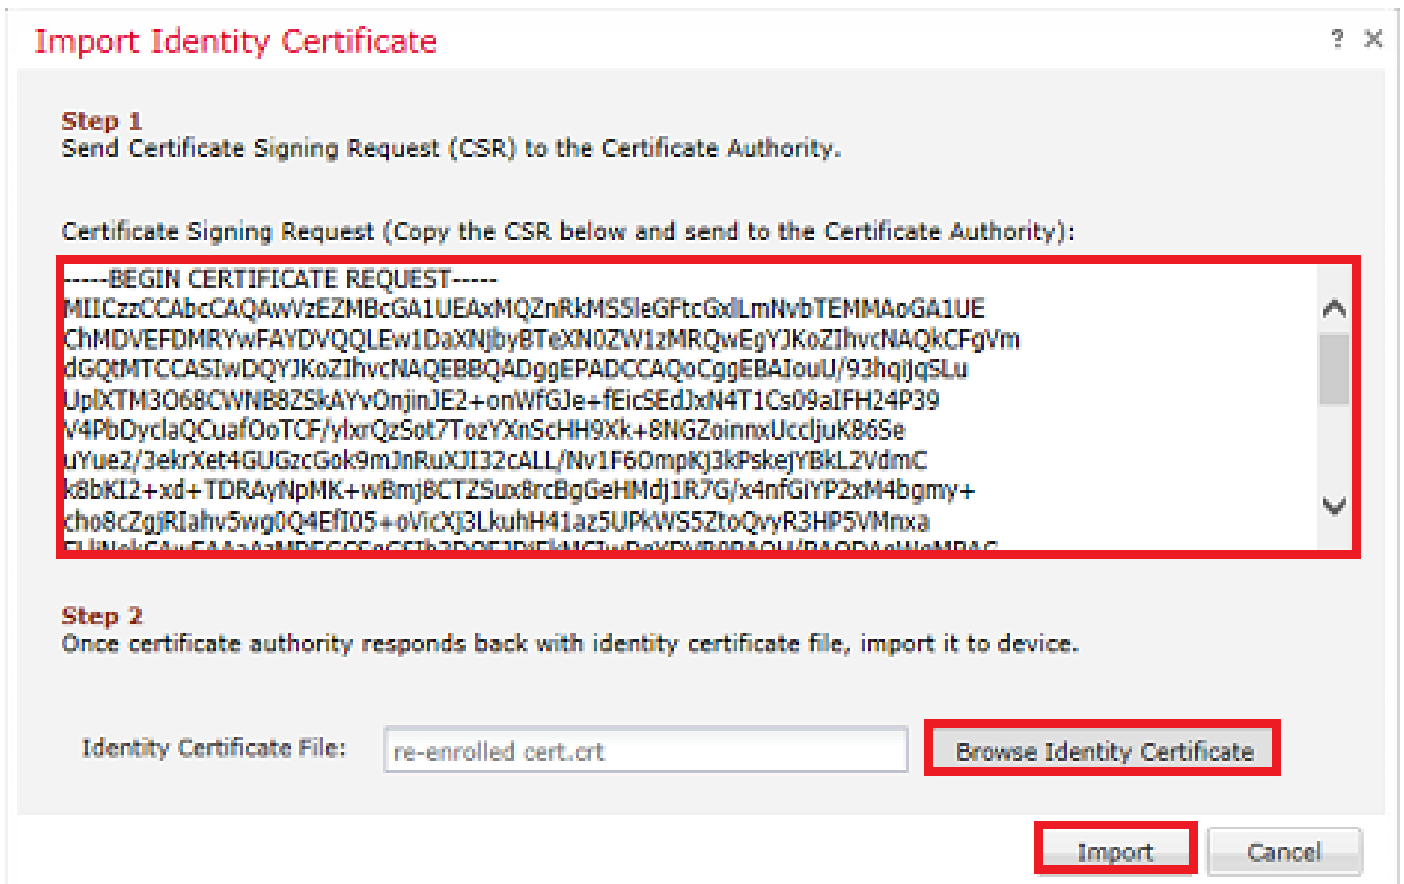 Import Identity Certificate
? ×
Step 1
Send Certificate Signing Request (CSR) to the Certificate Authority.
Certificate Signing Request (Copy the CSR below and send to the Certificate Authority):
-----BEGIN CERTIFICATE REQUEST-----
MIICzzCCAbcCAQAwVzEZMBcGA1UEAxMQZnRkMS5leGFtcGxlLmNvbTEMMAoGA1UE
ChMDVEFDMRYwFAYDVQQLEw1DaXNjbyBTeXN0ZW1zMRQwEgYJKoZIhvcNAQkCFgVm
dGQtMTCCASIwDQYJKoZIhvcNAQEBBQADggEPADCCAQoCggEBAIouU/93hqijqSLu
UplXTM3O68CWNB8ZSkAYvOnjinJE2+onWfGJe+fEicSEdJxN4T1Cs09aIFH24P39
V4PbDyclaQCuafOoTCF/ylxrQzSot7TozYXnScHH9Xk+8NGZoinnxUccljuK86Se
uYue2/3ekrXet4GUGzcGok9mJnRuXJI32cALL/Nv1F6OmpKj3kPskejYBkL2VdmC
k8bKI2+xd+TDRAyNpMK+wBmj8CTZSux8rcBgGeHMdj1R7G/x4nfGiYP2xM4bgmy+
cho8cZgjRIahv5wg0Q4EfI05+oVicXj3LkuhH41az5UPkWS5ZtoQvyR3HP5VMnxa
Step 2
Once certificate authority responds back with identity certificate file, import it to device.
Identity Certificate File:
re-enrolled cert.crt
Browse Identity Certificate
Import
Cancel